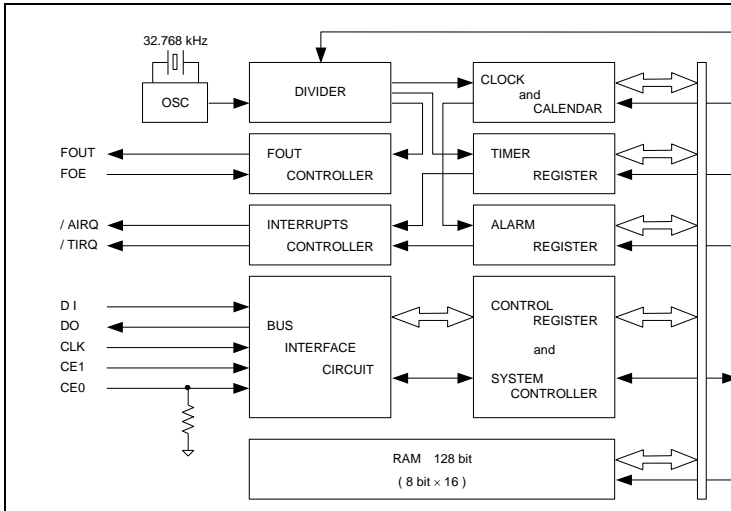 32.768 kHz
OSC
DIVIDER
CLOCK
and
CALENDAR
FOUT
FOE
FOUT
CONTROLLER
TIMER
REGISTER
/ AIRQ
/ TIRQ
INTERRUPTS
CONTROLLER
ALARM
REGISTER
D I
DO
CLK
CE1
CE0
BUS
INTERFACE
CIRCUIT
CONTROL
REGISTER
and
SYSTEM
CONTROLLER
RAM 128 bit
( 8 bit × 16 )